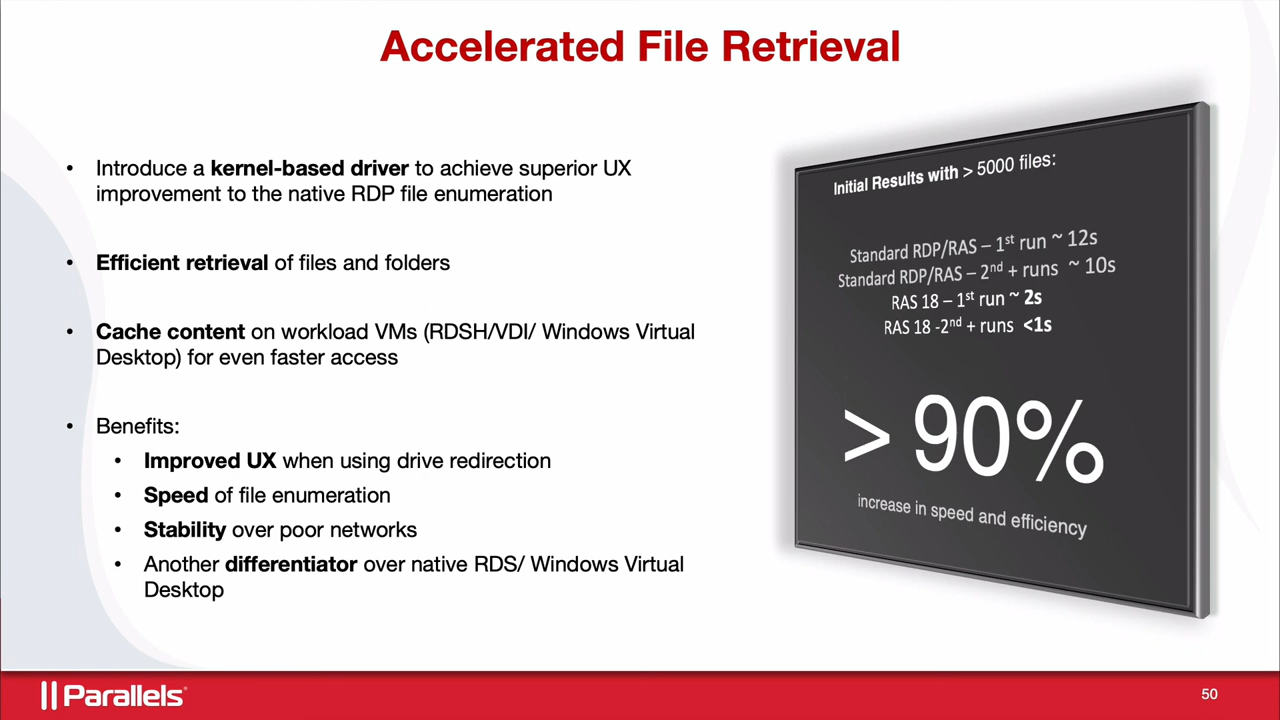 Accelerated File Retrieval
• Introduce a kernel-based driver to achieve superior UX
improvement to the native RDP file enumeration
• Efficient retrieval of files and folders
• Cache content on workload VMs (RDSH/VDI/ Windows Virtual
Desktop) for even faster access
• Benefits:
• Improved UX when using drive redirection
• Speed of file enumeration
• Stability over poor networks
• Another differentiator over native RDS/ Windows Virtual
Desktop
Initial Results with > 5000 files:
Standard RDP/RAS – 1st run ~ 12s
Standard RDP/RAS – 2nd + runs ~ 10s
RAS 18 – 1st run ~ 2s
RAS 18 -2nd + runs <1s
> 90%
increase in speed and efficiency
Parallels®
50